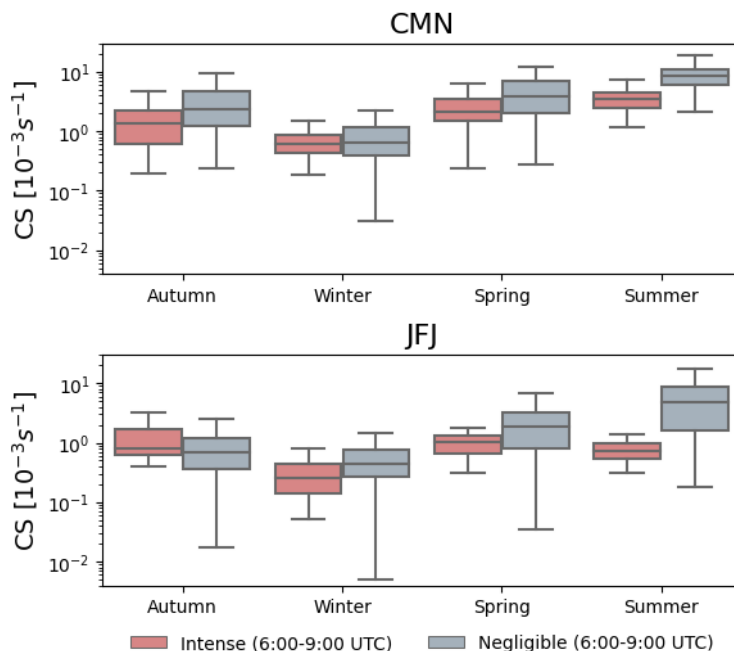 CMN
CS [10⁻³s⁻¹]
10¹
10⁰
10⁻¹
10⁻²
Autumn Winter Spring Summer
JFJ
CS [10⁻³s⁻¹]
10¹
10⁰
10⁻¹
10⁻²
Autumn Winter Spring Summer
Intense (6:00-9:00 UTC) Negligible (6:00-9:00 UTC)